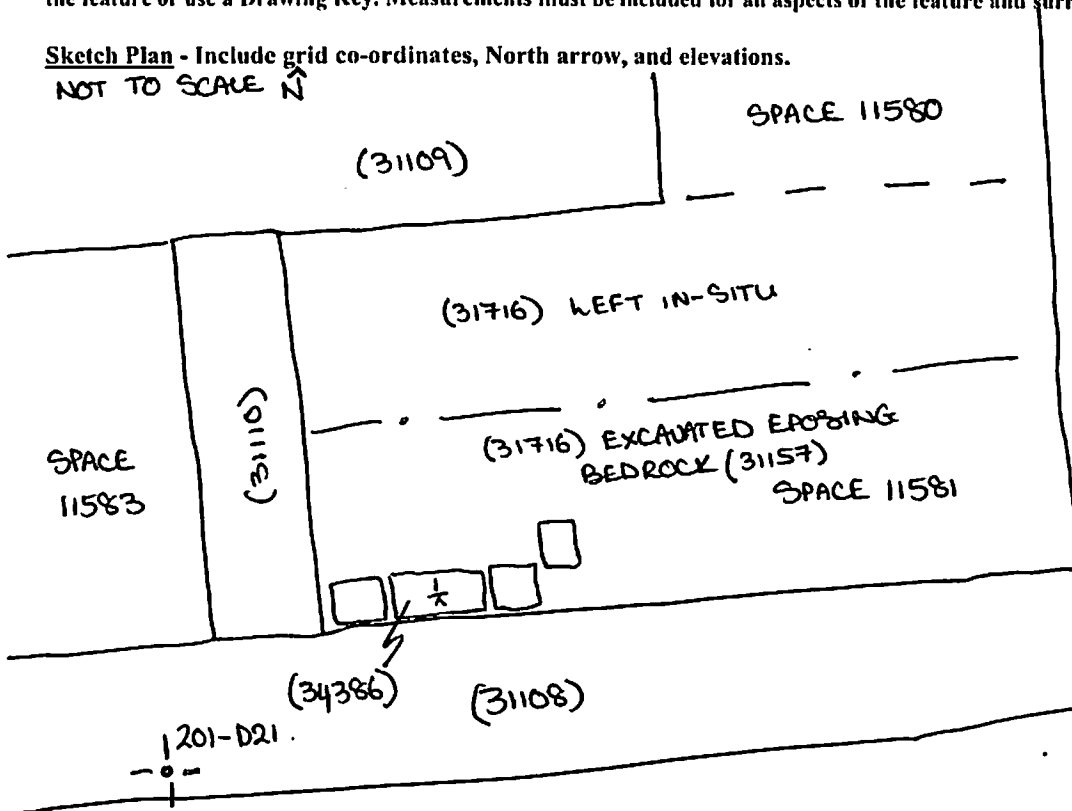 the feature or use a Drawing Key. Measurements must be included for all aspects of the feature and surr
Sketch Plan - Include grid co-ordinates, North arrow, and elevations.
NOT TO SCALE N
SPACE 11580
(31109)
(31716) LEFT IN-SITU
(31110)
(31716) EXCAVATED EPOSING
BEDROCK (31157)
SPACE
11583
SPACE 11581
(34386)
(31108)
201-D21.